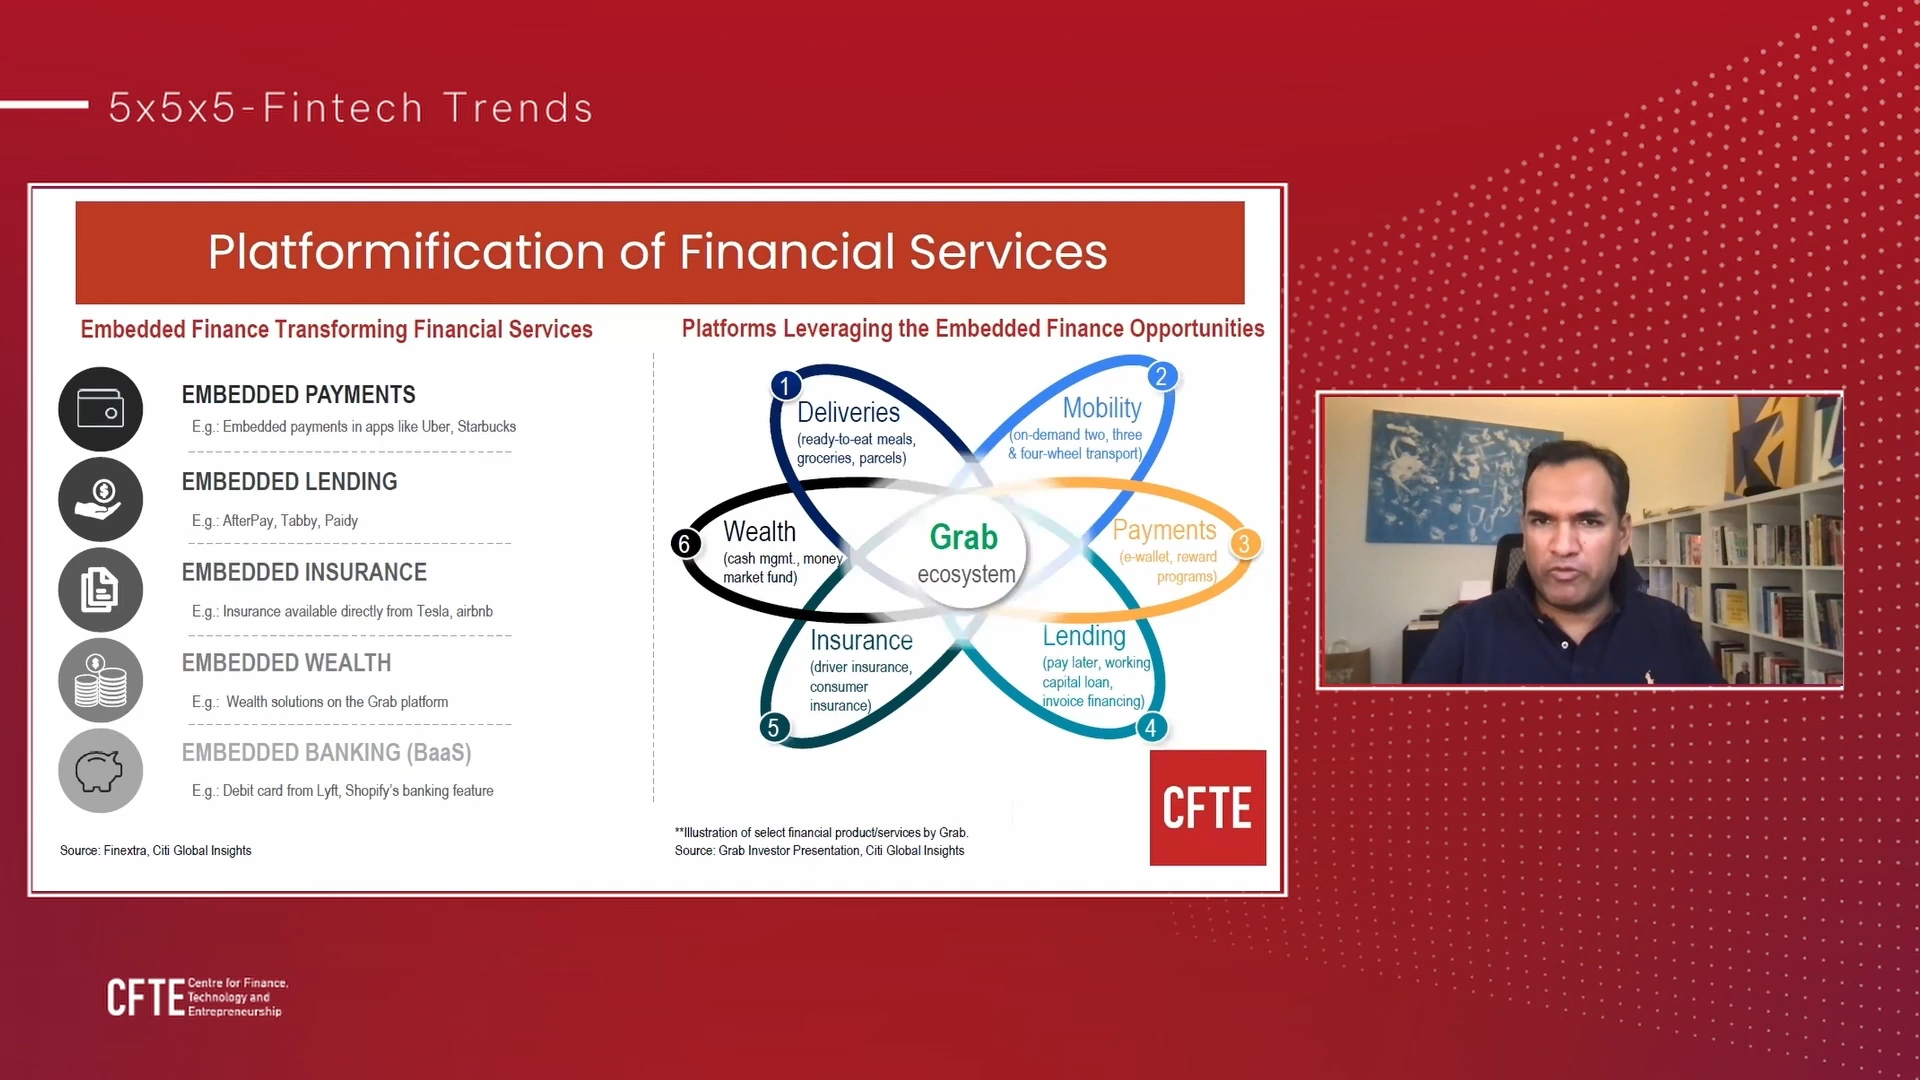 5x5x5-Fintech Trends
Platformification of Financial Services
Embedded Finance Transforming Financial Services
EMBEDDED PAYMENTS
E.g.: Embedded payments in apps like Uber, Starbucks
EMBEDDED LENDING
E.g.: AfterPay, Tabby, Paidy
EMBEDDED INSURANCE
E.g.: Insurance available directly from Tesla, airbnb
EMBEDDED WEALTH
E.g.: Wealth solutions on the Grab platform
EMBEDDED BANKING (BaaS)
E.g.: Debit card from Lyft, Shopify's banking feature
Source: Finextra, Citi Global Insights
Platforms Leveraging the Embedded Finance Opportunities
1
Deliveries
(ready-to-eat meals,
groceries, parcels)
2
Mobility
(on-demand two, three
& four-wheel transport)
3
Payments
(e-wallet, reward
programs)
4
Lending
(pay later, working
capital loan,
invoice financing)
5
Insurance
(driver insurance,
consumer
insurance)
6
Wealth
(cash mgmt., money
market fund)
Grab
ecosystem
**Illustration of select financial product/services by Grab.
Source: Grab Investor Presentation, Citi Global Insights
CFTE
CFTE
Centre for Finance,
Technology and
Entrepreneurship